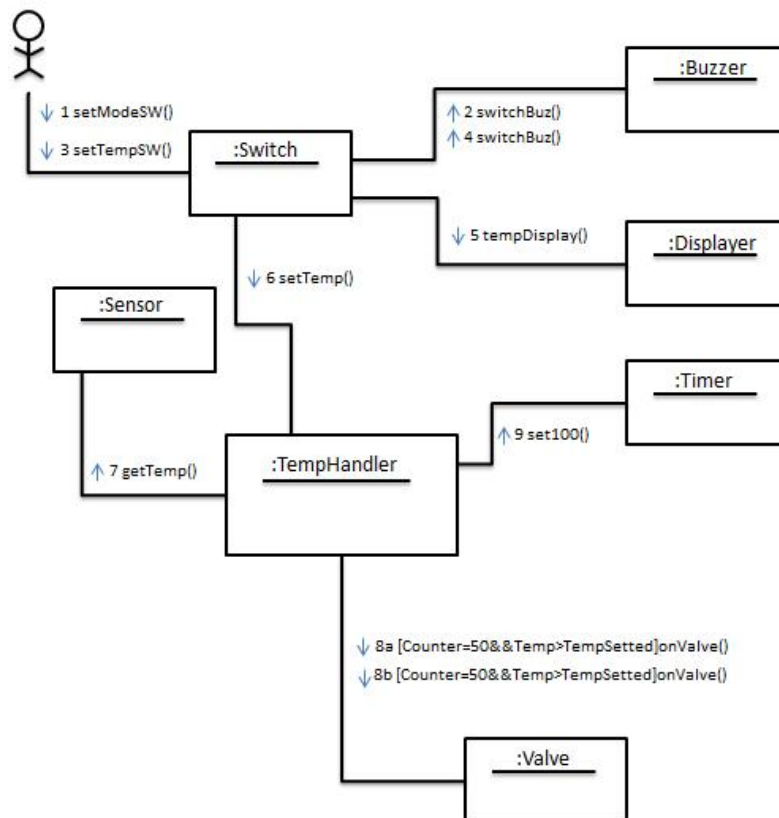 :Buzzer
1 setModeSW()
2 switchBuz()
3 setTempSW()
:Switch
4 switchBuz()
5 tempDisplay()
:Displayer
6 setTemp()
:Sensor
:Timer
9 set100()
7 getTemp()
:TempHandler
8a [Counter=50&&Temp>TempSetted]onValve()
8b [Counter=50&&Temp>TempSetted]onValve()
:Valve